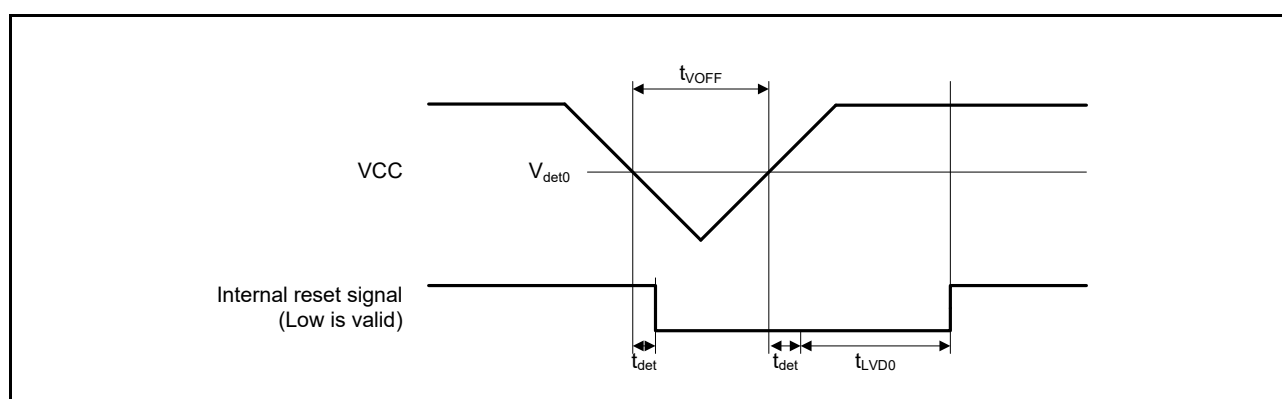 tVOFF
VCC
Vdet0
Internal reset signal
(Low is valid)
tdet
tdet
tLVD0